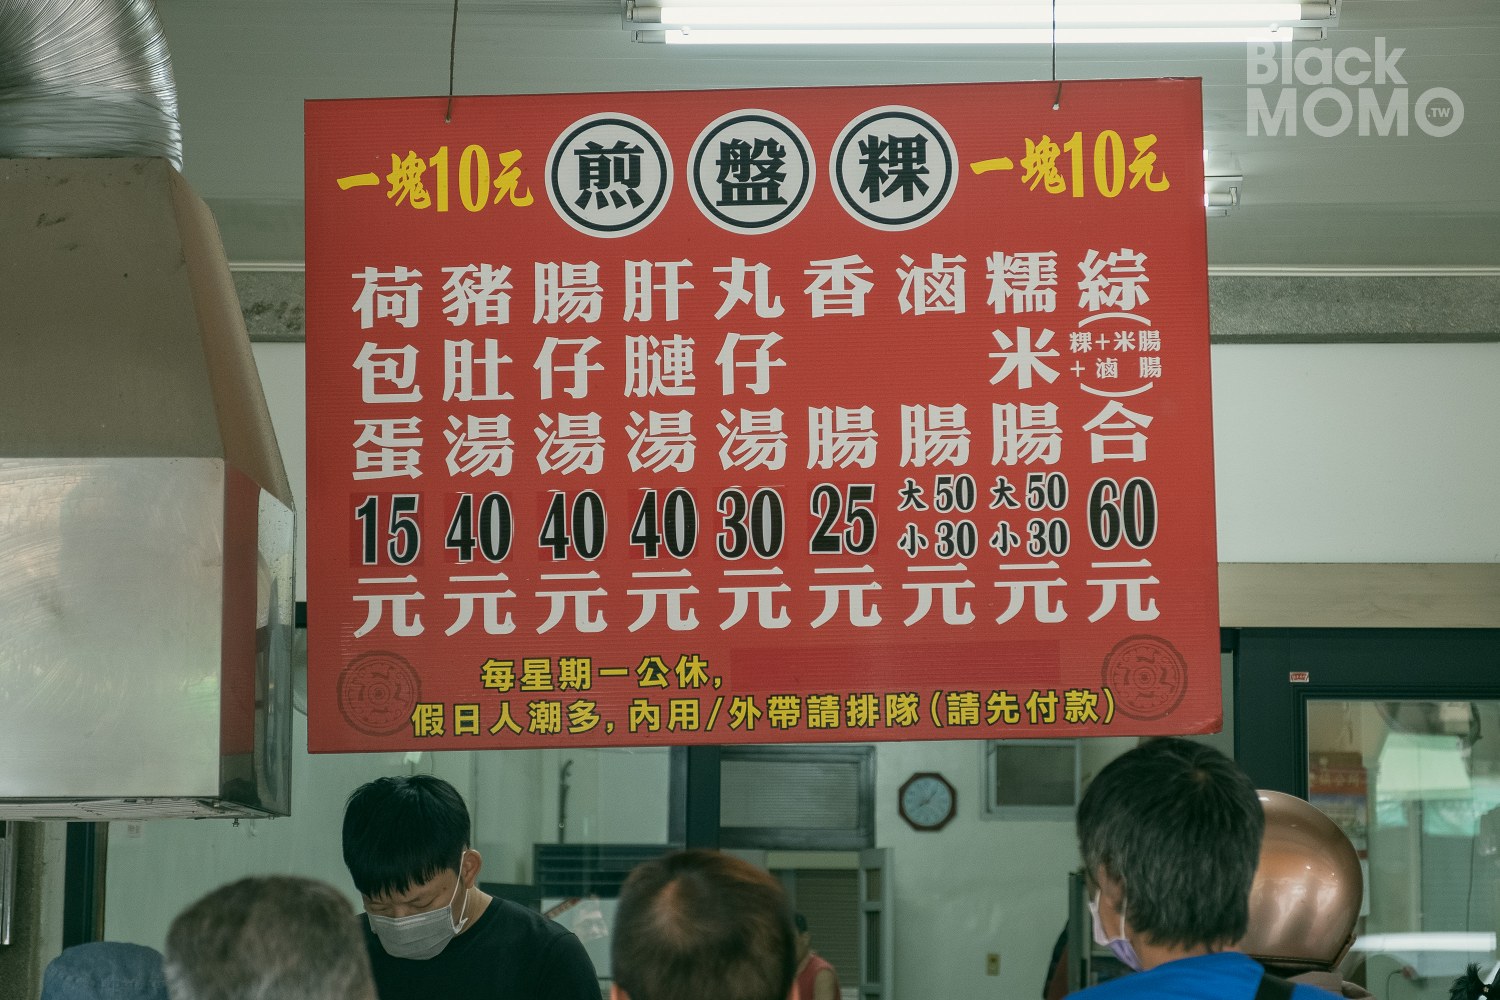 Black
MOMO.TW
一塊10元 煎盤粿 一塊10元
綜(粿+米腸+滷腸)合 60元
糯米腸 大50 小30 元
滷腸 大50 小30 元
香腸 25元
丸仔湯 30元
肝腱湯 40元
腸仔湯 40元
豬肚湯 40元
荷包蛋 15元
每星期一公休,
假日人潮多,內用/外帶請排隊(請先付款)